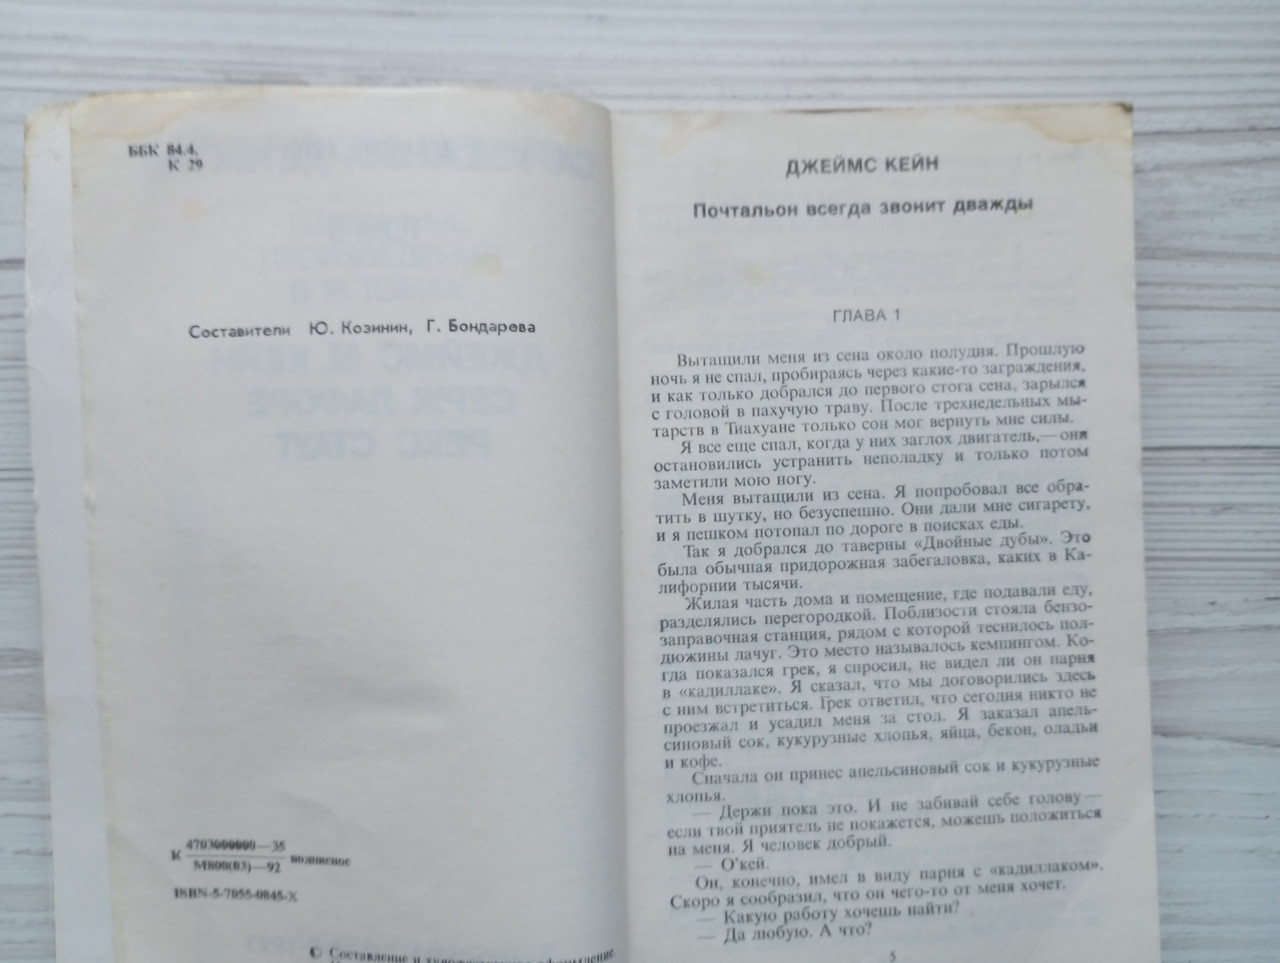 ББК 84.4.
К 29
Составители Ю. Козинин, Г. Бондарева
К 4703000000—35
М800(03)—92
ISBN-5-7055-0845-X
© Составление и
ДЖЕЙМС КЕЙН
Почтальон всегда звонит дважды
ГЛАВА 1
Вытащили меня из сена около полудня. Прошлую
ночь я не спал, пробираясь через какие-то заграждения,
и как только добрался до первого стога сена, зарылся
с головой в пахучую траву. После трехнедельных мы-
тарств в Тиахуане только сон мог вернуть мне силы.
Я все еще спал, когда у них заглох двигатель,— они
остановились устранить неполадку и только потом
заметили мою ногу.
Меня вытащили из сена. Я попробовал все обра-
тить в шутку, но безуспешно. Они дали мне сигарету,
и я пешком потопал по дороге в поисках еды.
Так я добрался до таверны «Двойные дубы». Это
была обычная придорожная забегаловка, каких в Ка-
лифорнии тысячи.
Жилая часть дома и помещение, где подавали еду,
разделялись перегородкой. Поблизости стояла бензо-
заправочная станция, рядом с которой теснилось пол-
дюжины лачуг. Это место называлось кемпингом. Ко-
гда показался грек, я спросил, не видел ли он парня
в «кадиллаке». Я сказал, что мы договорились здесь
с ним встретиться. Грек ответил, что сегодня никто не
проезжал и усадил меня за стол. Я заказал апель-
синовый сок, кукурузные хлопья, яйца, бекон, оладьи
и кофе.
Сначала он принес апельсиновый сок и кукурузные
хлопья.
— Держи пока это. И не забивай себе голову—
если твой приятель не покажется, можешь положиться
на меня. Я человек добрый.
— О'кей.
Он, конечно, имел в виду парня с «кадиллаком».
Скоро я сообразил, что он чего-то от меня хочет.
— Какую работу хочешь найти?
— Да любую. А что?
5